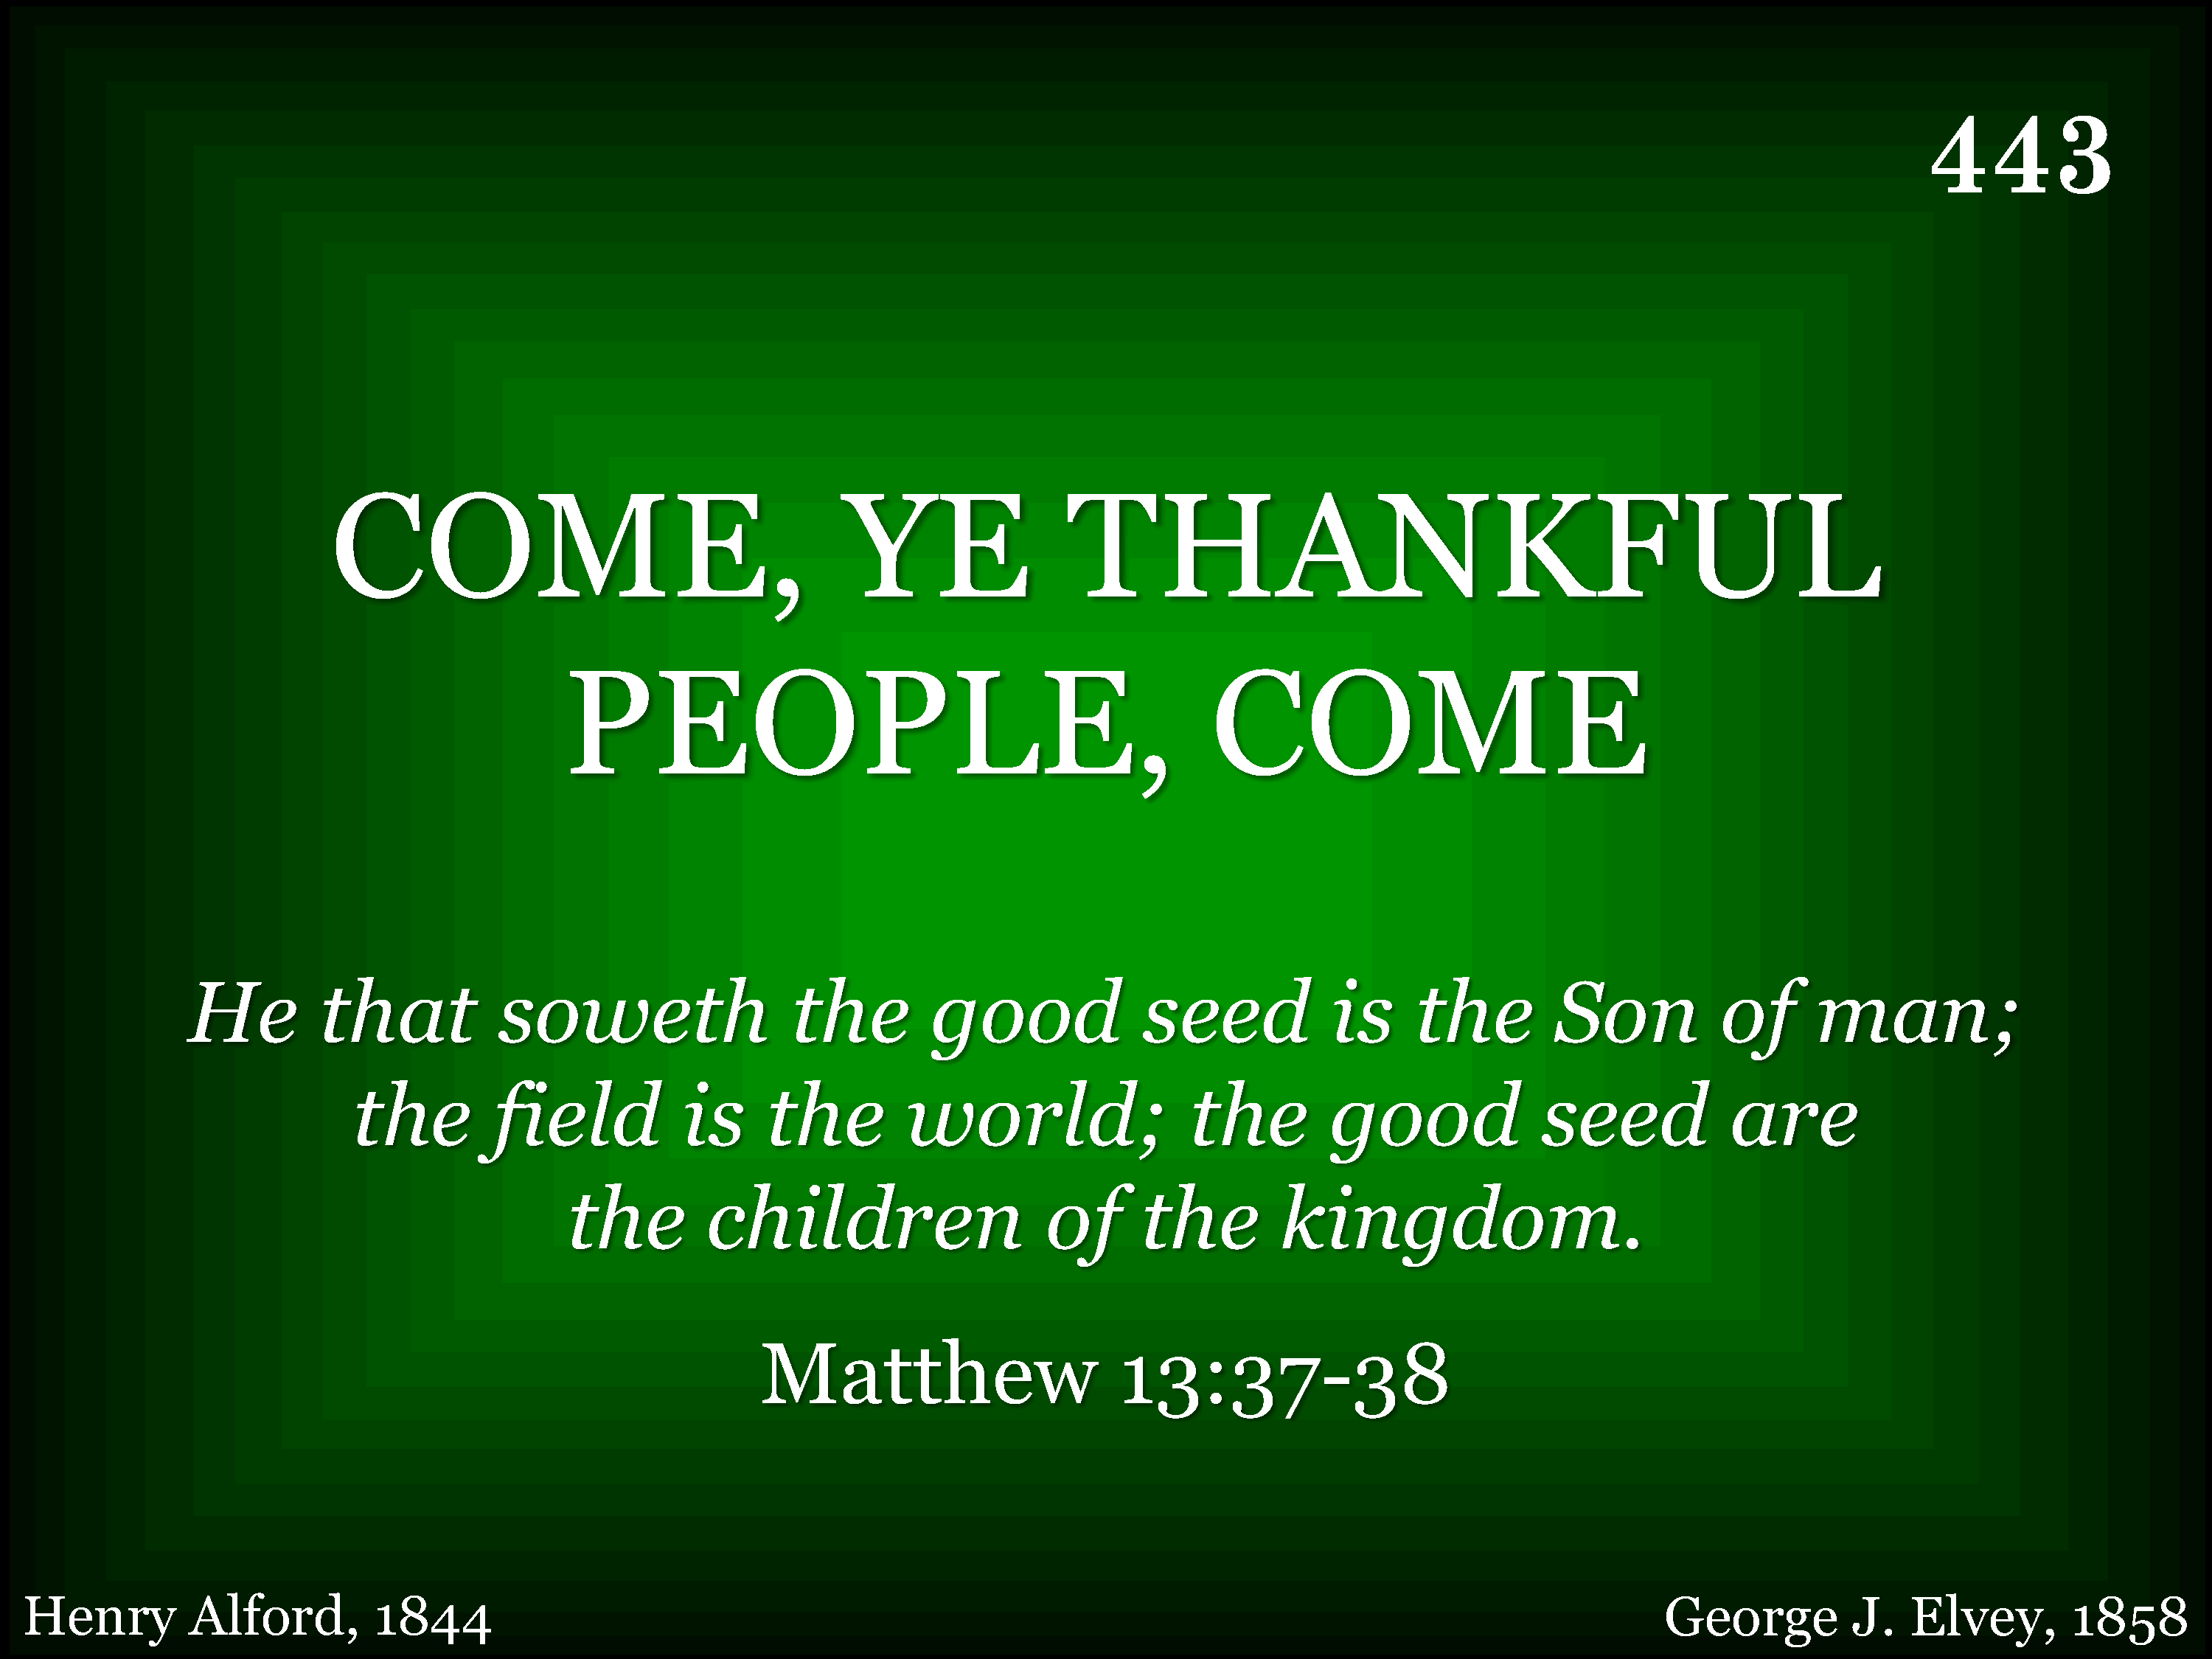 443
COME, YE THANKFUL
PEOPLE, COME
He that soweth the good seed is the Son of man;
the field is the world; the good seed are
the children of the kingdom.
Matthew 13:37-38
Henry Alford, 1844
George J. Elvey, 1858